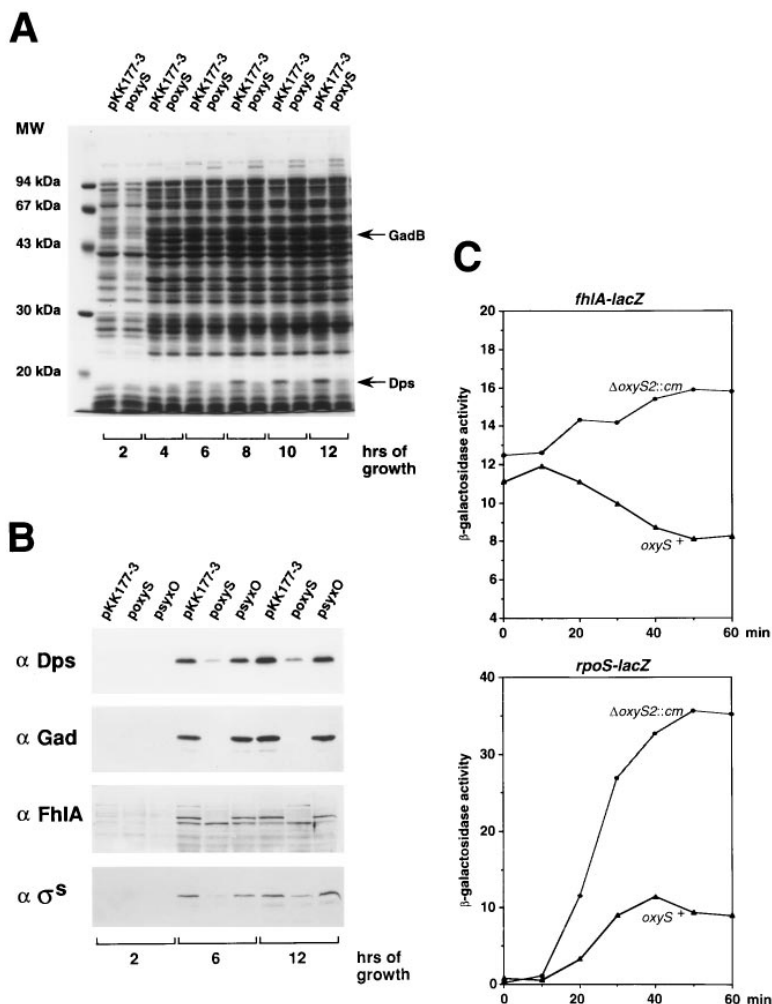 A
pKK177-3 poxyS pKK177-3 poxyS pKK177-3 poxyS pKK177-3 poxyS pKK177-3 poxyS pKK177-3 poxyS
MW
94 kDa
67 kDa
43 kDa
30 kDa
20 kDa
GadB
Dps
2 4 6 8 10 12 hrs of
growth
B
pKK177-3 poxyS psyxO pKK177-3 poxyS psyxO pKK177-3 poxyS psyxO
α Dps
α Gad
α FhlA
α σs
2 6 12 hrs of
growth
C
fhlA-lacZ
20
18
16
14
12
10
8
6
4
β-galactosidase activity
ΔoxyS2::cm
oxyS +
0 20 40 60 min
rpoS-lacZ
40
30
20
10
0
β-galactosidase activity
ΔoxyS2::cm
oxyS +
0 20 40 60 min